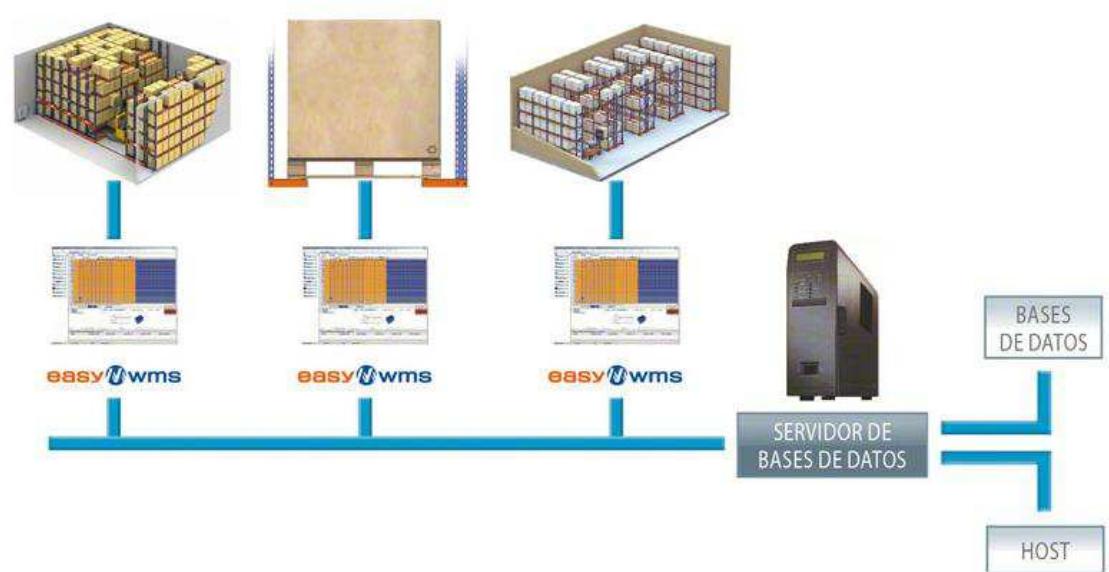 easy wms
easy wms
easy wms
SERVIDOR DE
BASES DE DATOS
BASES
DE DATOS
HOST